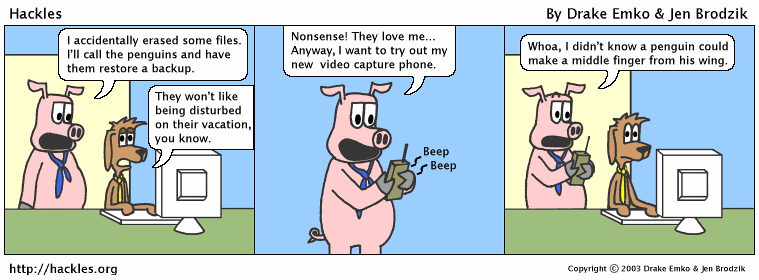 Hackles
By Drake Emko & Jen Brodzik
I accidentally erased some files.
I'll call the penguins and have
them restore a backup.
They won't like
being disturbed
on their vacation,
you know.
Nonsense! They love me...
Anyway, I want to try out my
new video capture phone.
Beep
Beep
Whoa, I didn't know a penguin could
make a middle finger from his wing.
http://hackles.org
Copyright © 2003 Drake Emko & Jen Brodzik